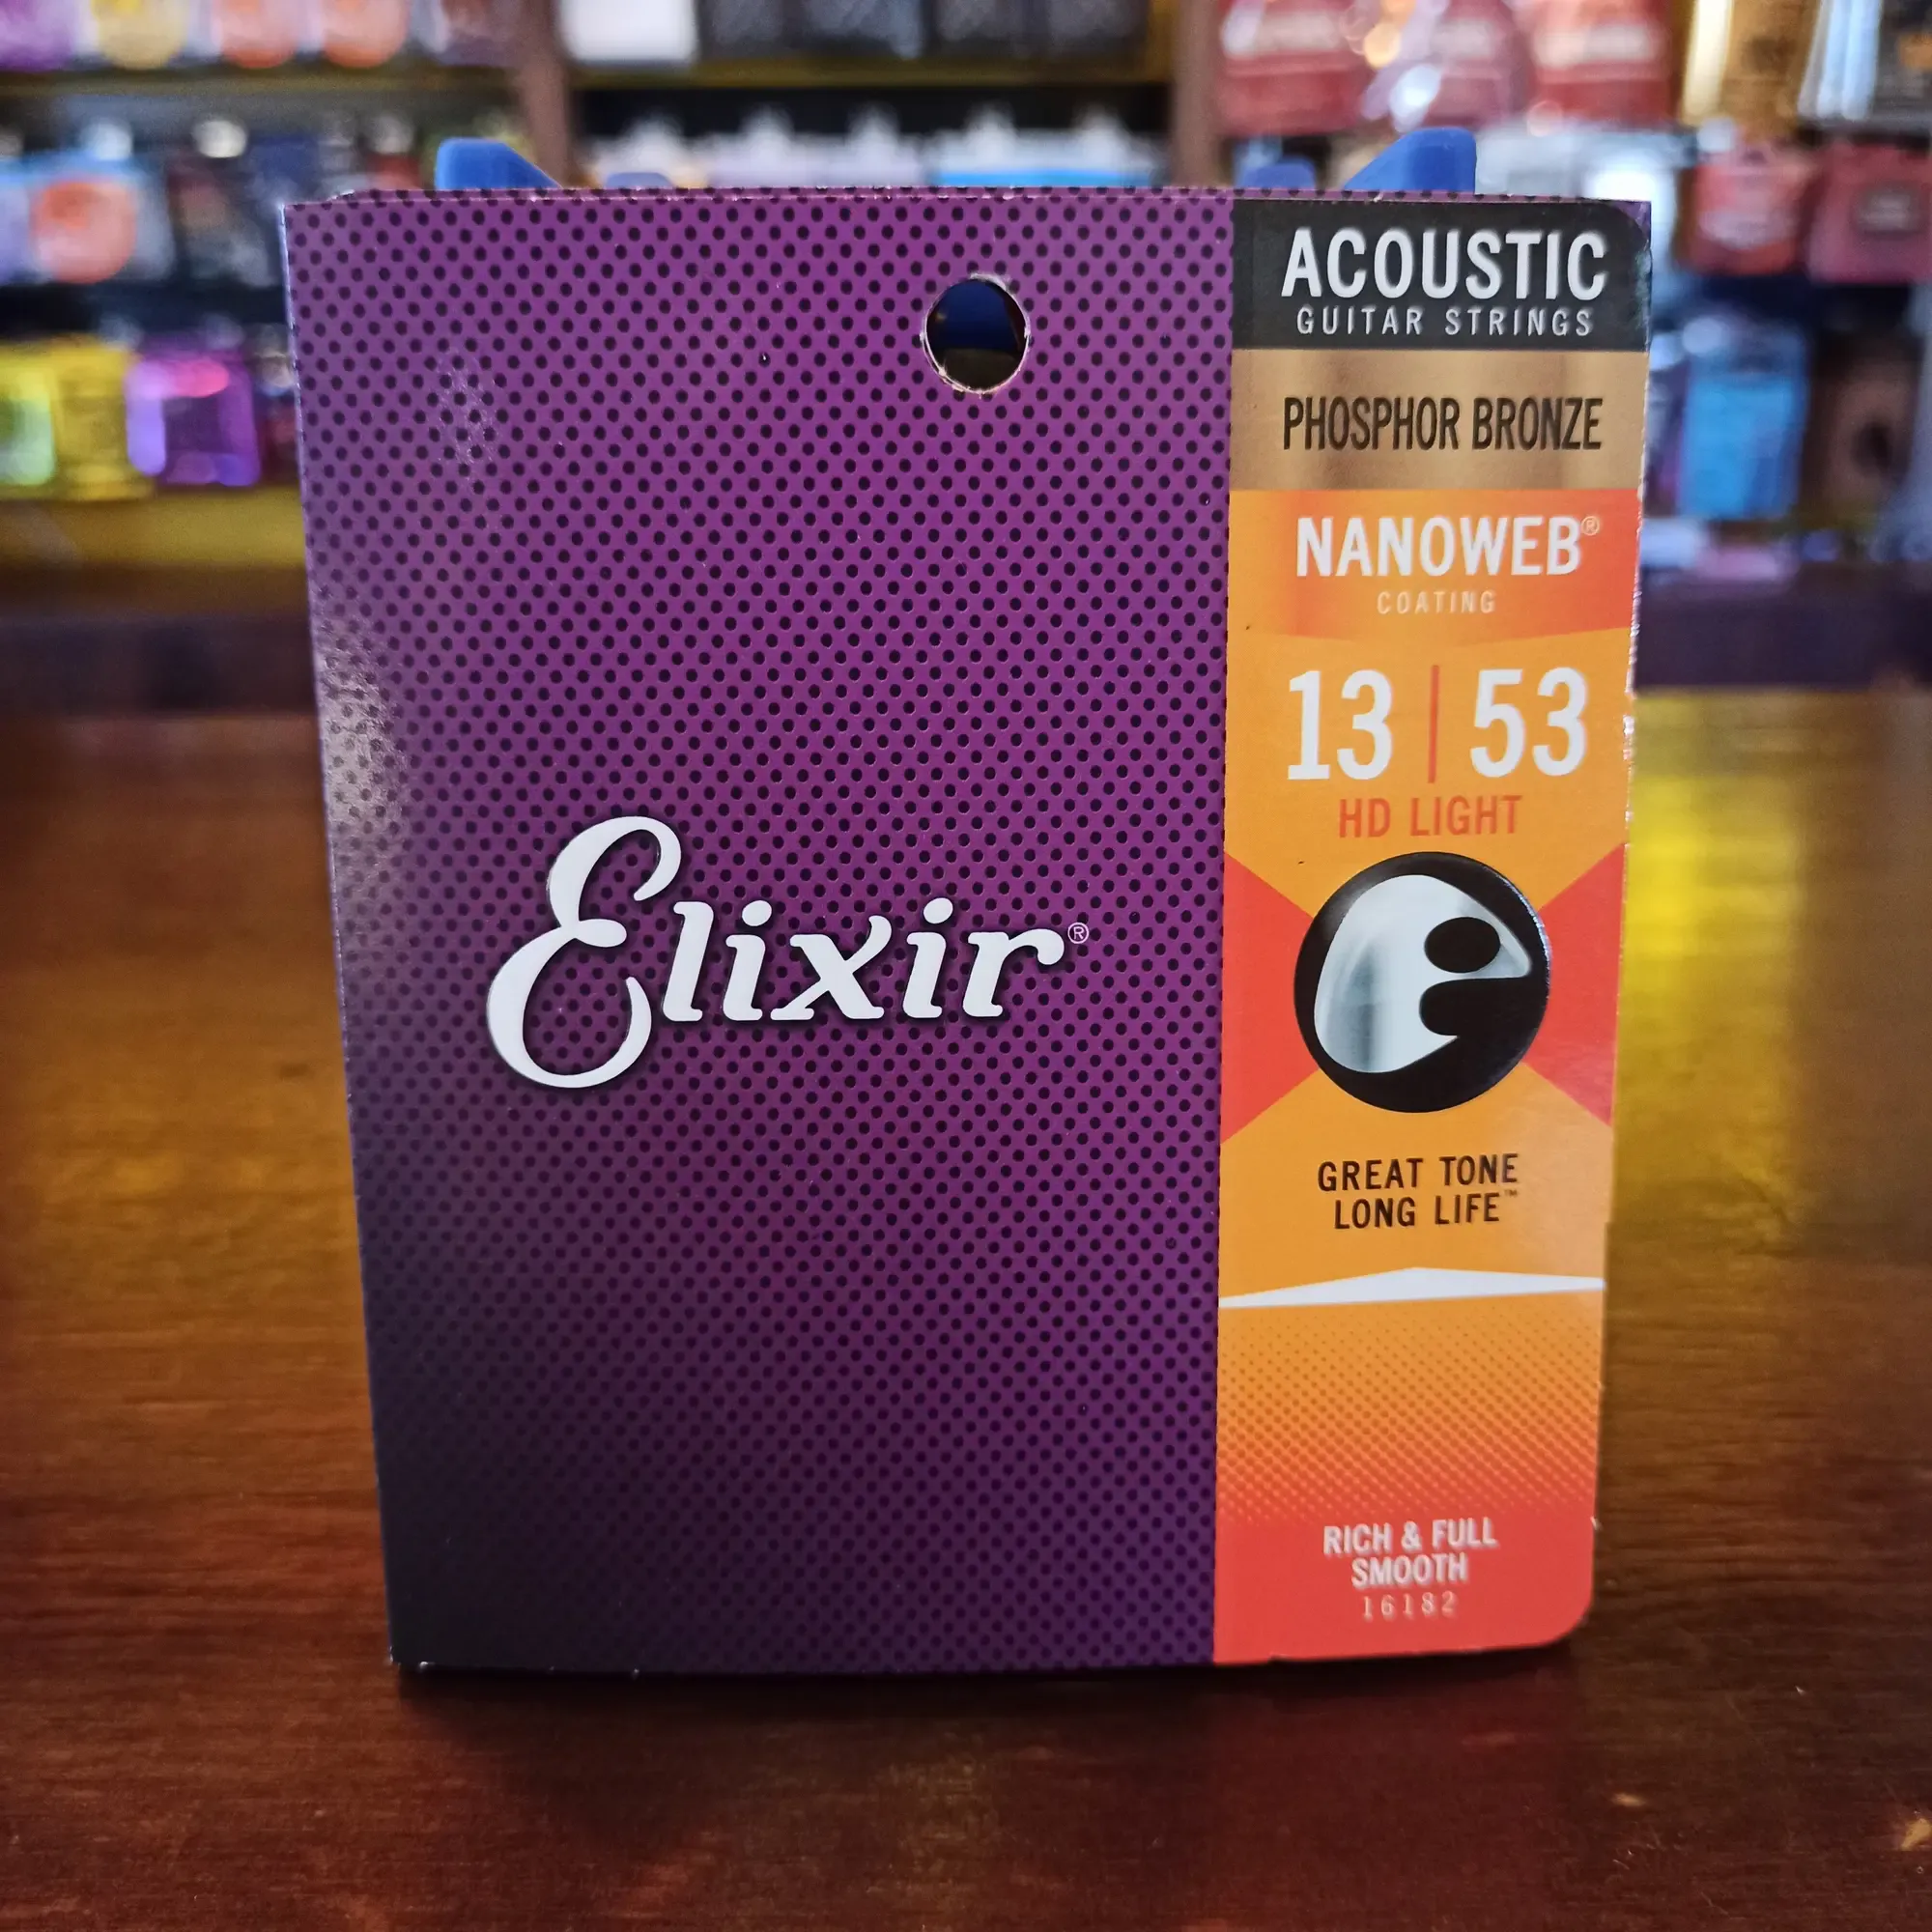 Elixir®
ACOUSTIC
GUITAR STRINGS
PHOSPHOR BRONZE
NANOWEB®
COATING
13 | 53
HD LIGHT
e
GREAT TONE
LONG LIFE™
RICH & FULL
SMOOTH
16182